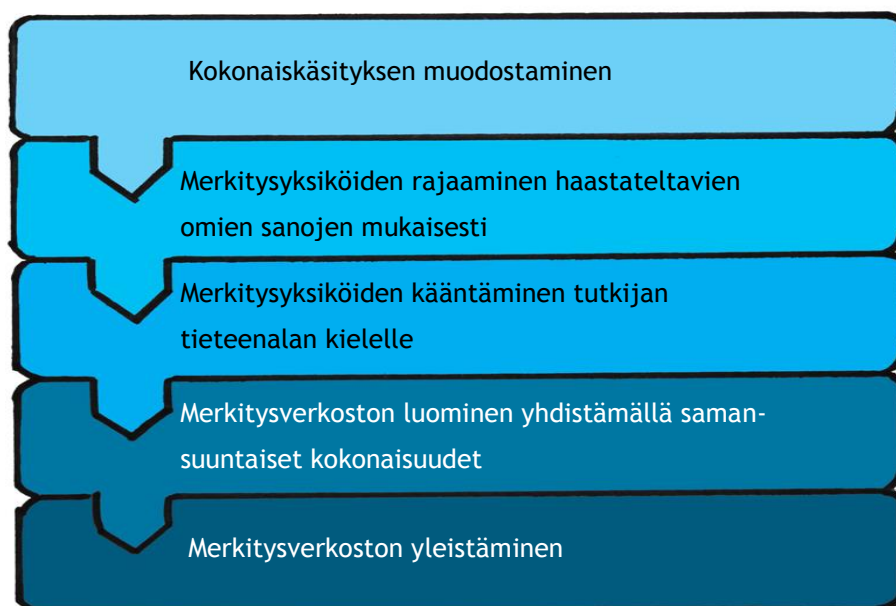 Kokonaiskäsityksen muodostaminen
Merkitysyksiköiden rajaaminen haastateltavien
omien sanojen mukaisesti
Merkitysyksiköiden kääntäminen tutkijan
tieteenalan kielelle
Merkitysverkoston luominen yhdistämällä saman-
suuntaiset kokonaisuudet
Merkitysverkoston yleistäminen